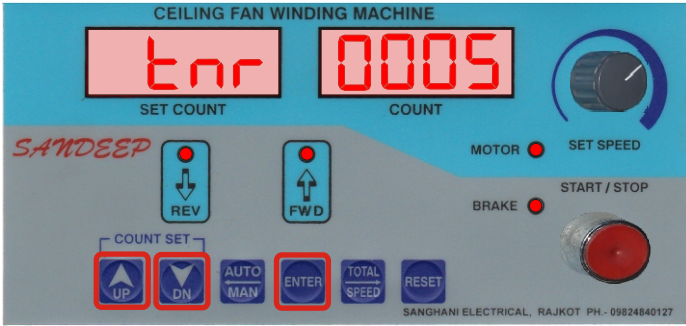 CEILING FAN WINDING MACHINE
tnr 0005
SET COUNT COUNT
SANDEEP
MOTOR SET SPEED
REV FWD
BRAKE START / STOP
COUNT SET
UP DN AUTO MAN ENTER TOTAL SPEED RESET
SANGHANI ELECTRICAL, RAJKOT PH.- 09824840127